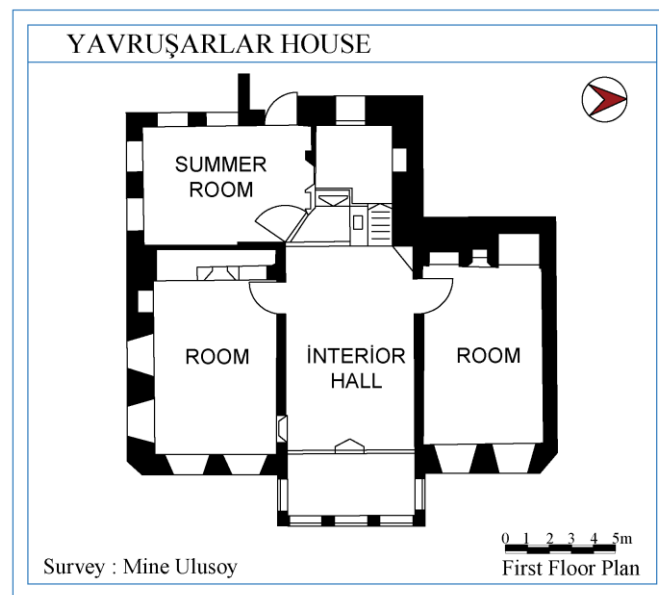 YAVRUŞARLAR HOUSE
SUMMER
ROOM
ROOM
İNTERİOR
HALL
ROOM
0 1 2 3 4 5m
Survey : Mine Ulusoy
First Floor Plan